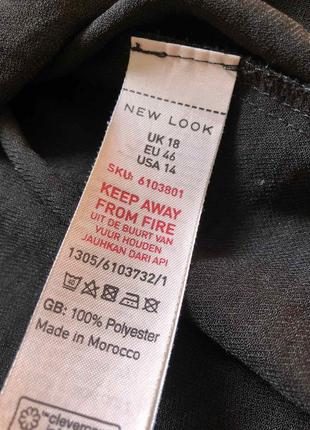 NEW LOOK
UK 18
EU 46
USA 14
SKU: 6103801
KEEP AWAY
FROM FIRE
UIT DE BUURT VAN
VUUR HOUDEN
JAUHKAN DARI API
1305/6103732/1
40
GB: 100% Polyester
Made in Morocco